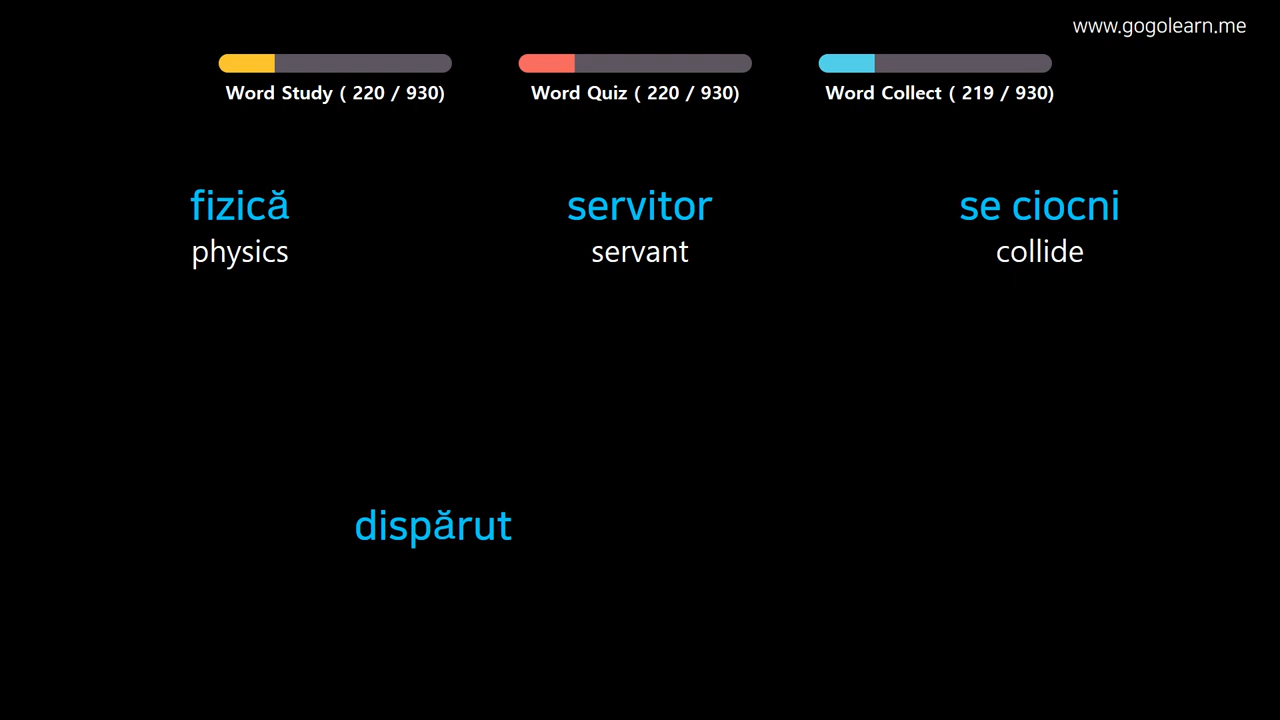 www.gogolearn.me
Word Study ( 220 / 930)
Word Quiz ( 220 / 930)
Word Collect ( 219 / 930)
fizică
physics
servitor
servant
se ciocni
collide
dispărut